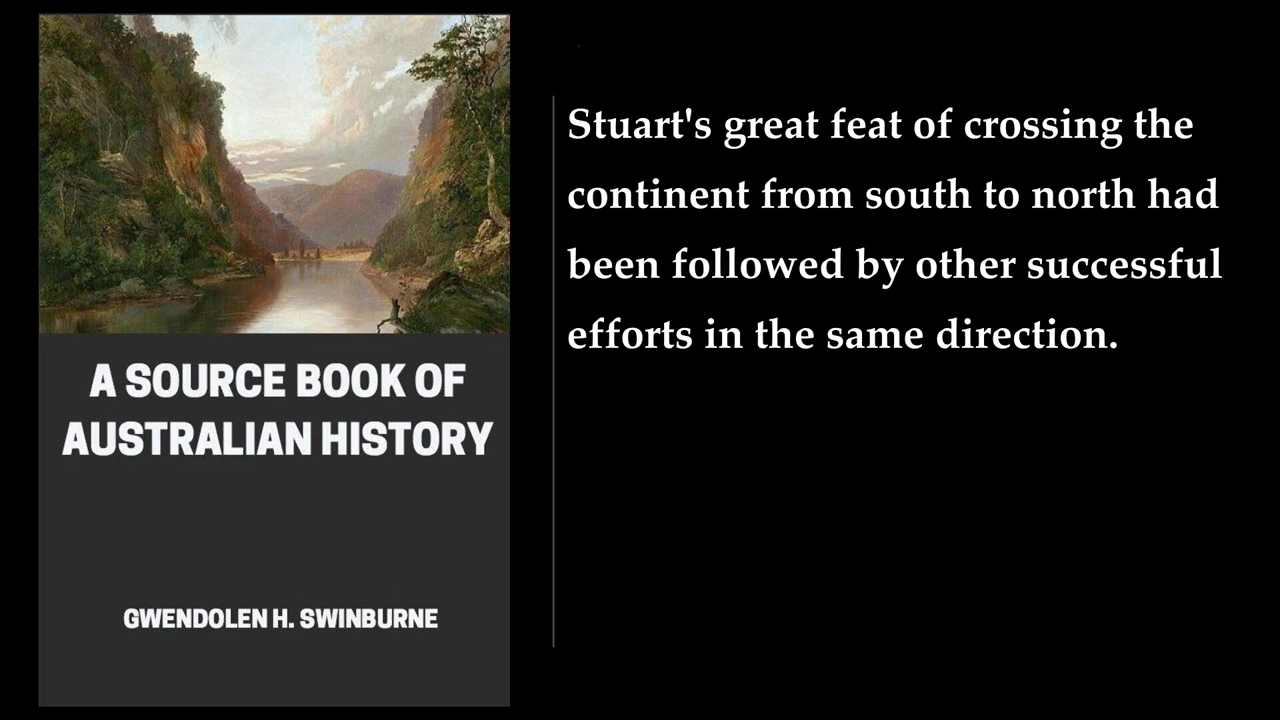 A SOURCE BOOK OF
AUSTRALIAN HISTORY
GWENDOLEN H. SWINBURNE
Stuart's great feat of crossing the
continent from south to north had
been followed by other successful
efforts in the same direction.